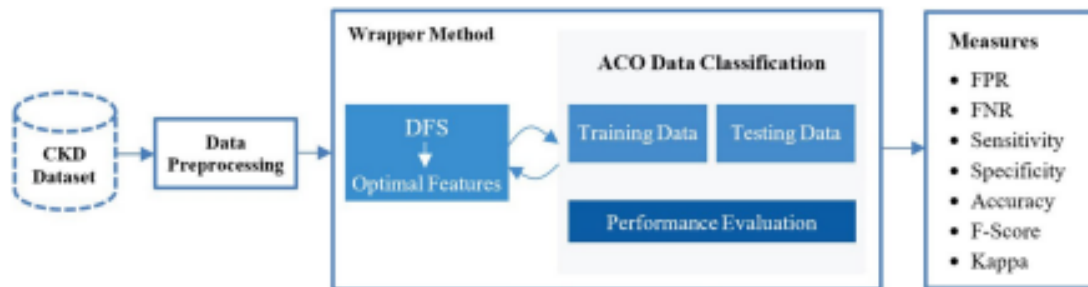 CKD
Dataset
Data
Preprocessing
Wrapper Method
DFS
Optimal Features
ACO Data Classification
Training Data
Testing Data
Performance Evaluation
Measures
• FPR
• FNR
• Sensitivity
• Specificity
• Accuracy
• F-Score
• Kappa